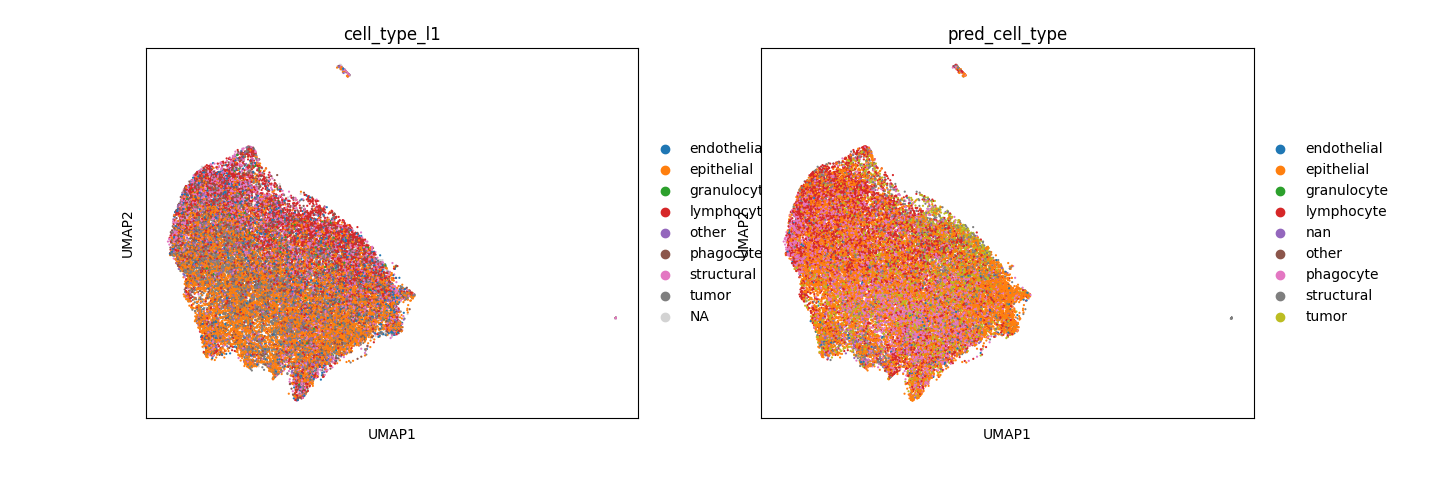 cell_type_l1
UMAP2
UMAP1
endothelia
epithelial
granulocyt
lymphocyt
other
phagocyte
structural
tumor
NA
pred_cell_type
UMAP2
UMAP1
endothelial
epithelial
granulocyte
lymphocyte
nan
other
phagocyte
structural
tumor